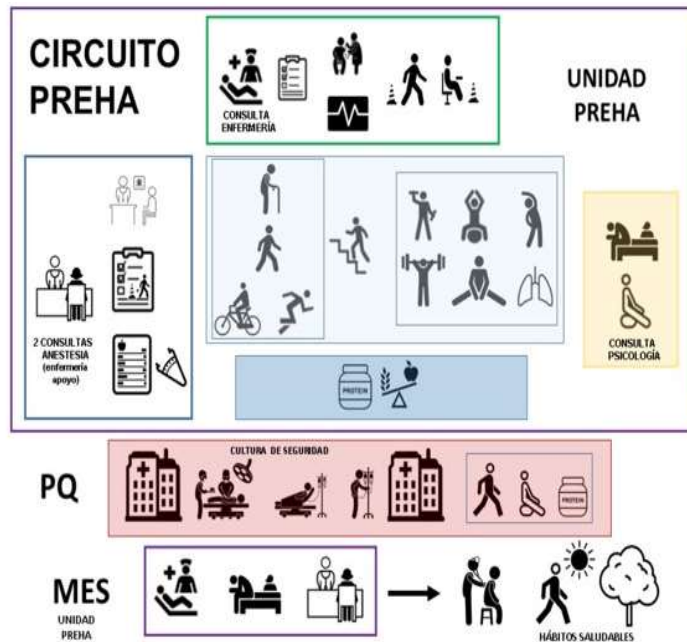 CIRCUITO
PREHA
CONSULTA
ENFERMERÍA
UNIDAD
PREHA
2 CONSULTAS
ANESTESIA
(enfermería
apoyo)
CONSULTA
PSICOLOGÍA
PROTEIN
PQ
CULTURA DE SEGURIDAD
PROTEIN
MES
UNIDAD
PREHA
HÁBITOS SALUDABLES